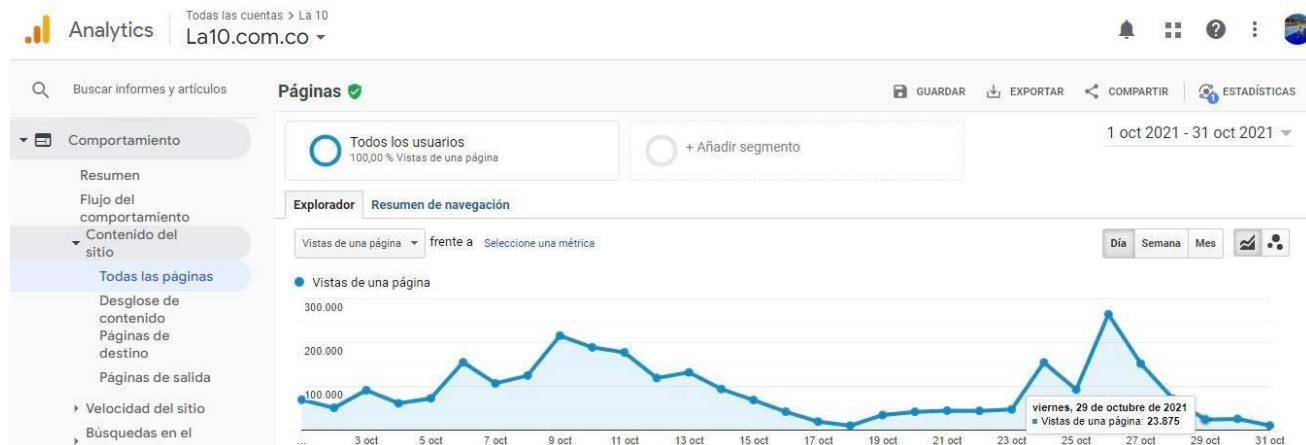 Analytics
Todas las cuentas > La 10
La10.com.co
Buscar informes y artículos
Comportamiento
Resumen
Flujo del
comportamiento
Contenido del
sitio
Todas las páginas
Desglose de
contenido
Páginas de
destino
Páginas de salida
Velocidad del sitio
Búsquedas en el
Páginas
GUARDAR
EXPORTAR
COMPARTIR
1
ESTADÍSTICAS
Todos los usuarios
100,00 % Vistas de una página
+ Añadir segmento
1 oct 2021 - 31 oct 2021
Explorador
Resumen de navegación
Vistas de una página
frente a
Seleccione una métrica
Día
Semana
Mes
Vistas de una página
300.000
200.000
100.000
viernes, 29 de octubre de 2021
Vistas de una página: 23.875
...
3 oct
5 oct
7 oct
9 oct
11 oct
13 oct
15 oct
17 oct
19 oct
21 oct
23 oct
25 oct
27 oct
29 oct
31 oct